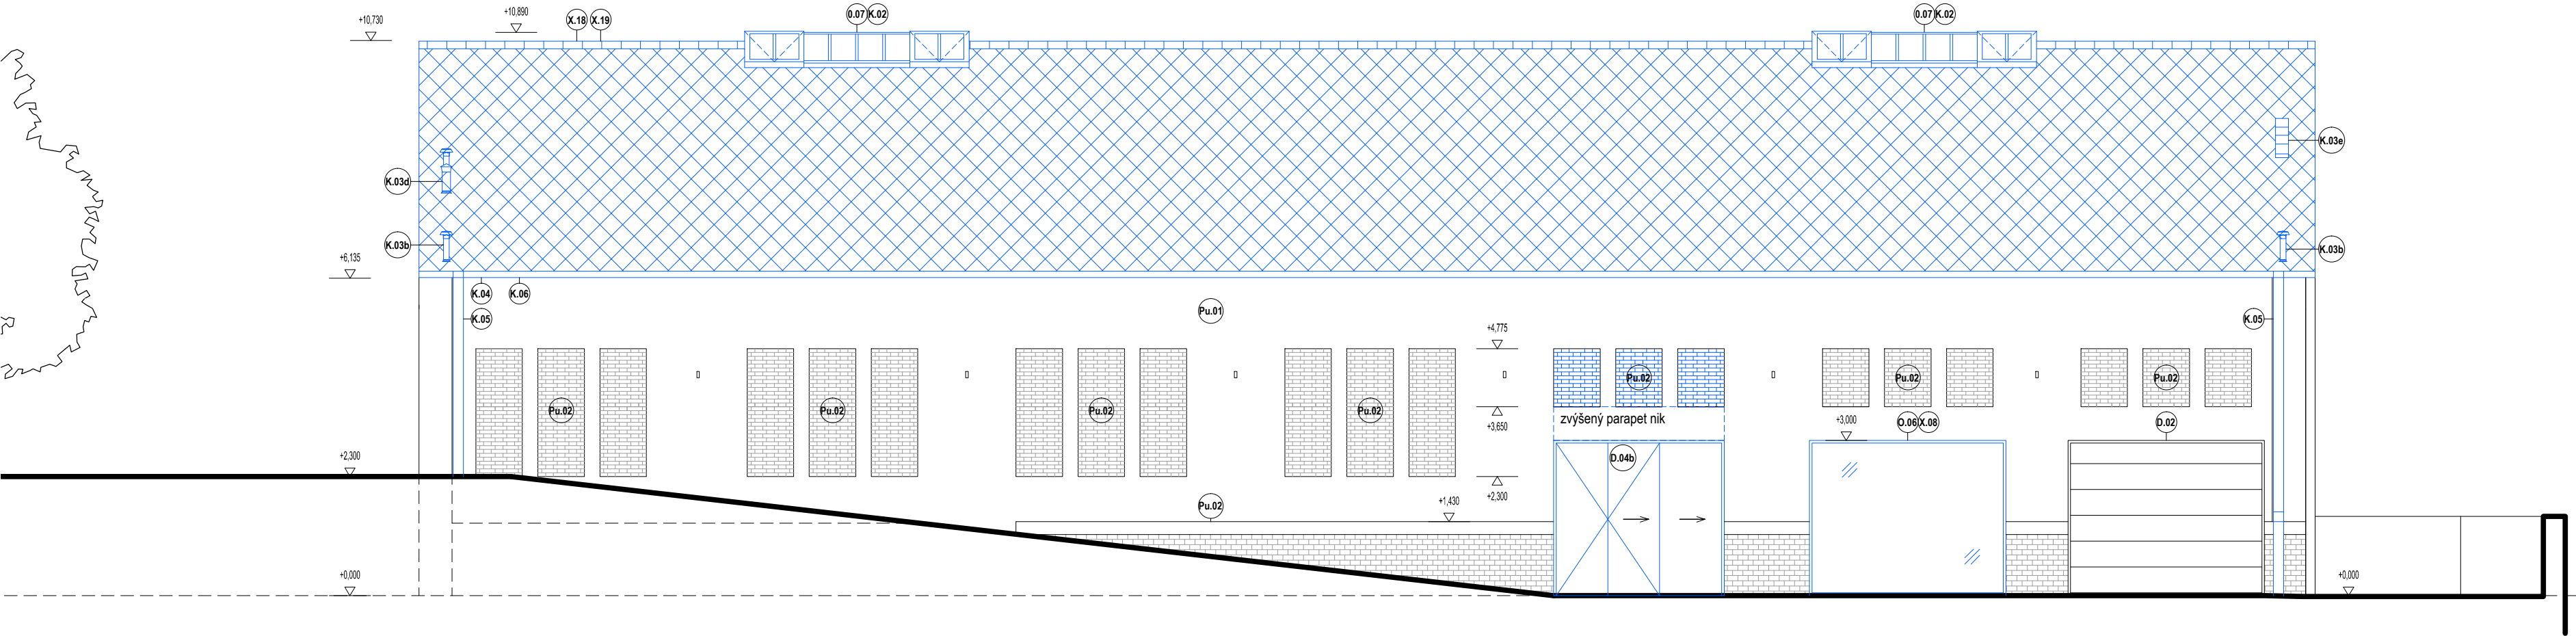 +10,730
+10,890
X.18 X.19
0.07 K.02
0.07 K.02
K.03d
K.03e
K.03b
K.03b
+6,135
K.04 K.06
K.05
Pu.01
K.05
+4,775
Pu.02
Pu.02
Pu.02
Pu.02
Pu.02
Pu.02
Pu.02
zvýšený parapet nik
+3,650
+3,000
O.06 X.08
D.02
D.04b
+2,300
+2,300
+1,430
Pu.02
+0,000
+0,000